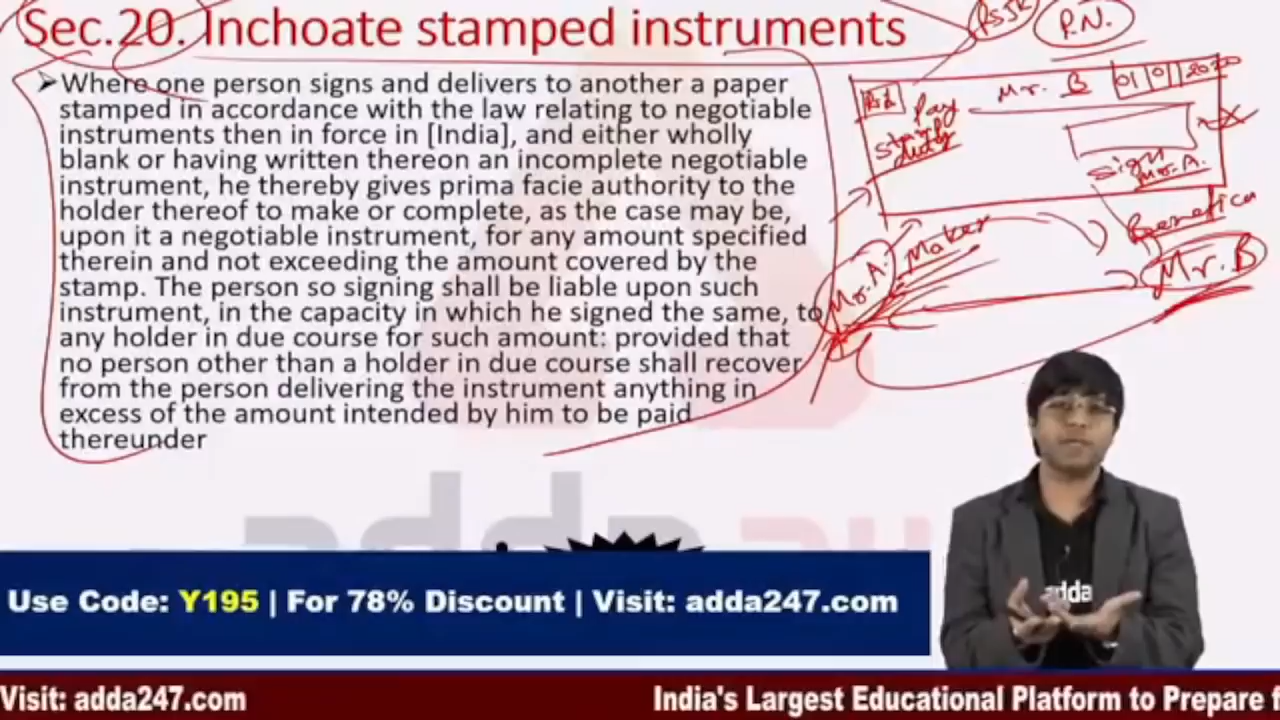 Sec.20. Inchoate stamped instruments
➤Where one person signs and delivers to another a paper
stamped in accordance with the law relating to negotiable
instruments then in force in [India], and either wholly
blank or having written thereon an incomplete negotiable
instrument, he thereby gives prima facie authority to the
holder thereof to make or complete, as the case may be,
upon it a negotiable instrument, for any amount specified
therein and not exceeding the amount covered by the
stamp. The person so signing shall be liable upon such
instrument, in the capacity in which he signed the same, to
any holder in due course for such amount: provided that
no person other than a holder in due course shall recover
from the person delivering the instrument anything in
excess of the amount intended by him to be paid
thereunder
P.N.
Pay Mr. B
stamp duty
Sign
Mr. A.
Mr. A. Maker
Mr. B
adda
Use Code: Y195 | For 78% Discount | Visit: adda247.com
Visit: adda247.com
India's Largest Educational Platform to Prepare f